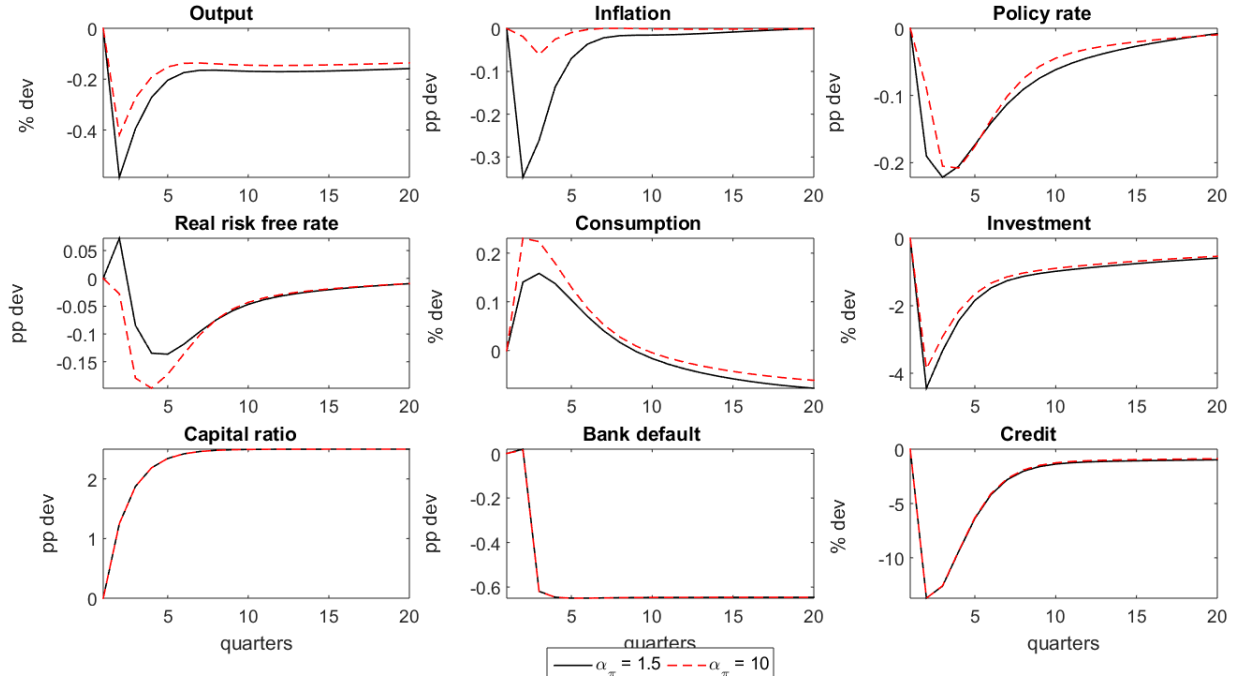 Output
Inflation
Policy rate
% dev
pp dev
pp dev
0
-0.2
-0.4
0
-0.1
-0.2
-0.3
0
-0.1
-0.2
5 10 15 20
5 10 15 20
5 10 15 20
Real risk free rate
Consumption
Investment
pp dev
% dev
% dev
0.05
0
-0.05
-0.1
-0.15
0.2
0.1
0
0
-2
-4
5 10 15 20
5 10 15 20
5 10 15 20
Capital ratio
Bank default
Credit
pp dev
pp dev
% dev
2
1
0
0
-0.2
-0.4
-0.6
0
-5
-10
5 10 15 20
5 10 15 20
5 10 15 20
quarters
quarters
quarters
α_π = 1.5 α_π = 10